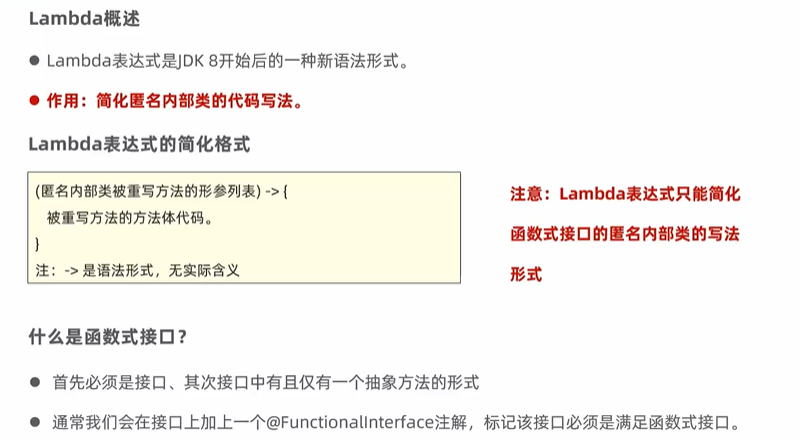 Lambda概述
● Lambda表达式是JDK 8开始后的一种新语法形式。
● 作用：简化匿名内部类的代码写法。
Lambda表达式的简化格式
(匿名内部类被重写方法的形参列表) -> {
被重写方法的方法体代码。
}
注：-> 是语法形式，无实际含义
注意：Lambda表达式只能简化
函数式接口的匿名内部类的写法
形式
什么是函数式接口？
● 首先必须是接口、其次接口中有且仅有一个抽象方法的形式
● 通常我们会在接口上加上一个@FunctionalInterface注解，标记该接口必须是满足函数式接口。